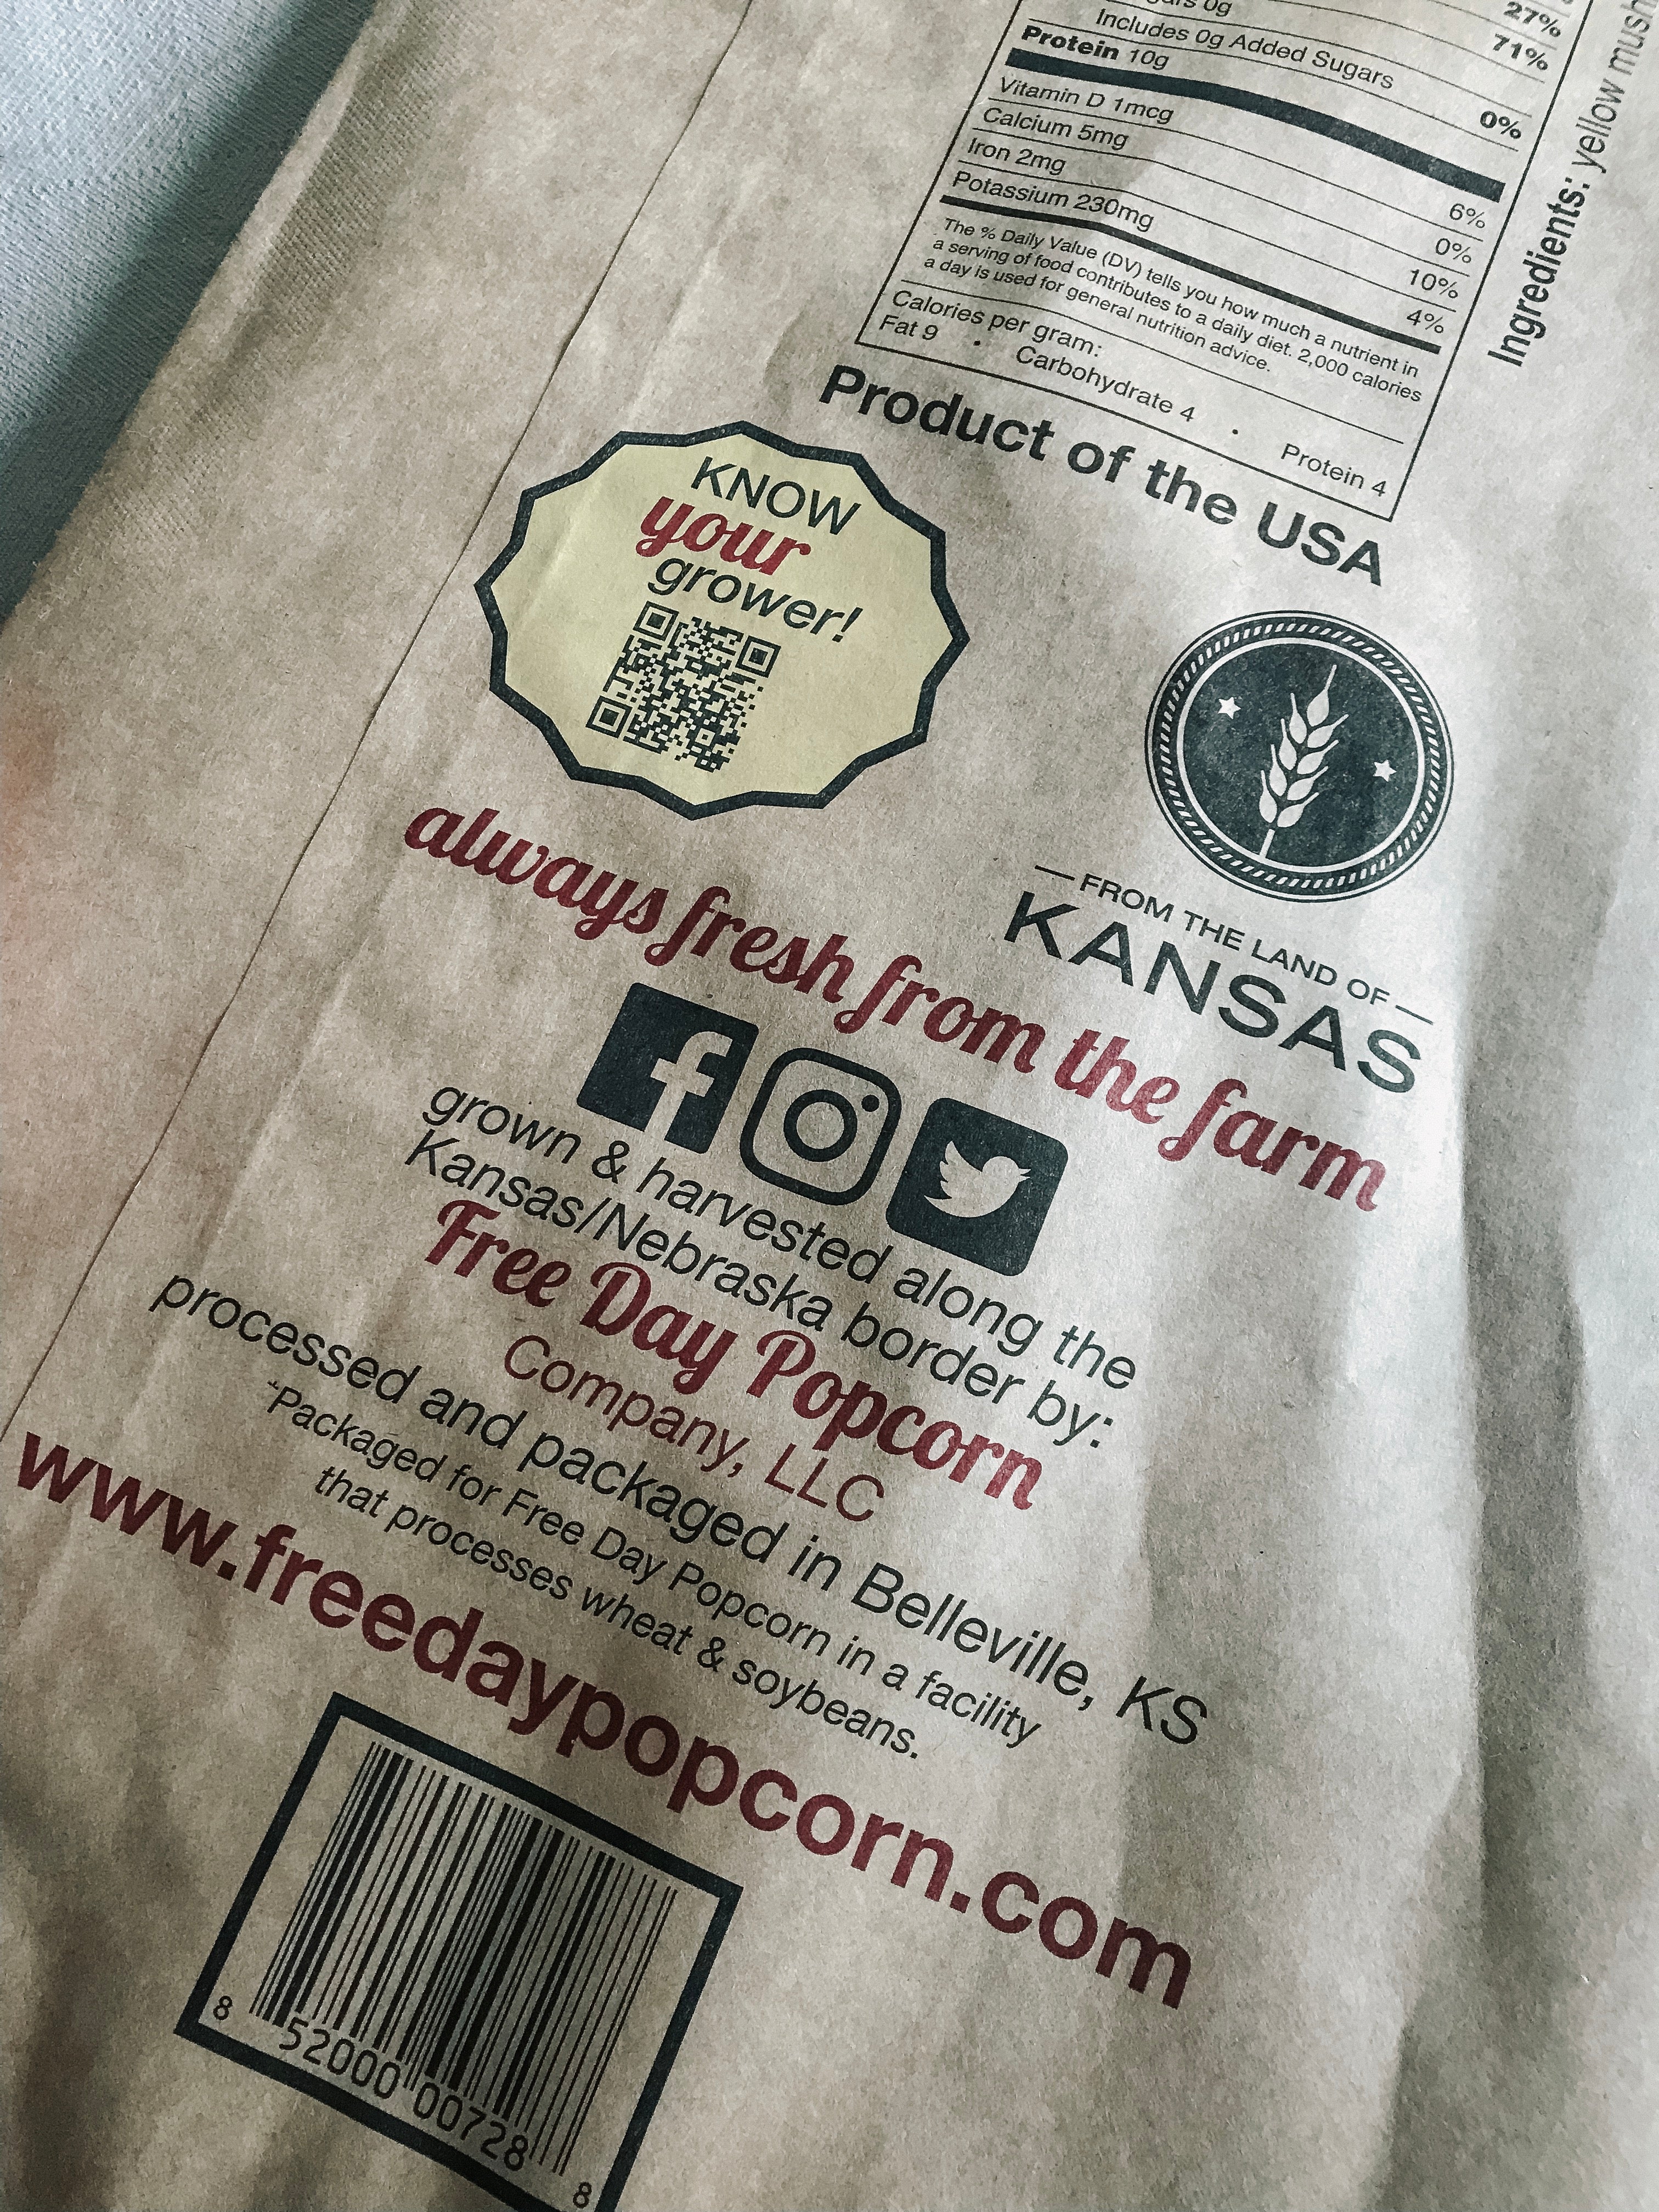 27%
0g
71%
Includes 0g Added Sugars
0%
Protein 10g
Vitamin D 1mcg 6%
Calcium 5mg 0%
Iron 2mg 10%
Potassium 230mg 4%
The % Daily Value (DV) tells you how much a nutrient in
a serving of food contributes to a daily diet. 2,000 calories
a day is used for general nutrition advice.
Calories per gram:
Fat 9 • Carbohydrate 4 • Protein 4
Ingredients: yellow
Product of the USA
KNOW
your
grower!
FROM THE LAND OF
KANSAS
always fresh from the farm
grown & harvested along the
Kansas/Nebraska border by:
Free Day Popcorn
Company, LLC
processed and packaged in Belleville, KS
"Packaged for Free Day Popcorn in a facility
that processes wheat & soybeans.
www.freedaypopcorn.com
8 52000 00728 8